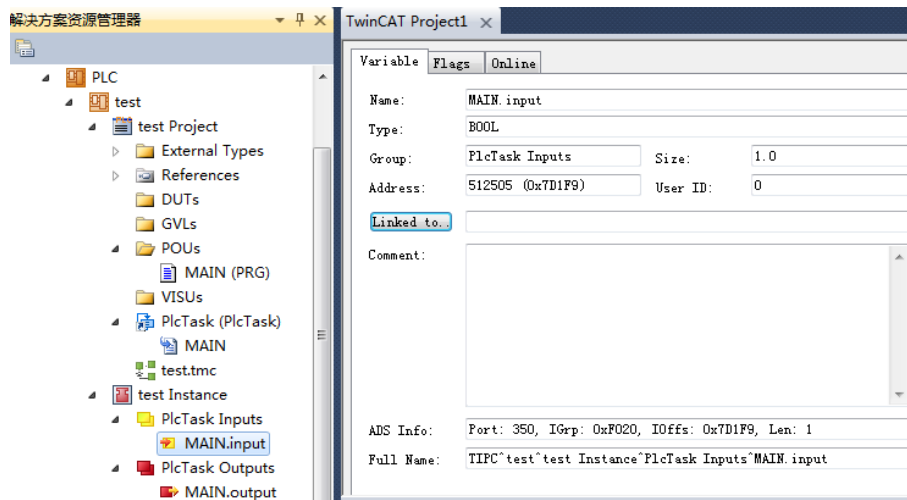 解决方案资源管理器
PLC
test
test Project
External Types
References
DUTs
GVLs
POUs
MAIN (PRG)
VISUs
PlcTask (PlcTask)
MAIN
test.tmc
test Instance
PlcTask Inputs
MAIN.input
PlcTask Outputs
MAIN.output
TwinCAT Project1
Variable Flags Online
Name: MAIN.input
Type: BOOL
Group: PlcTask Inputs Size: 1.0
Address: 512505 (0x7D1F9) User ID: 0
Linked to..
Comment:
ADS Info: Port: 350, IGrp: 0xF020, IOffs: 0x7D1F9, Len: 1
Full Name: TIPC^test^test Instance^PlcTask Inputs^MAIN.input